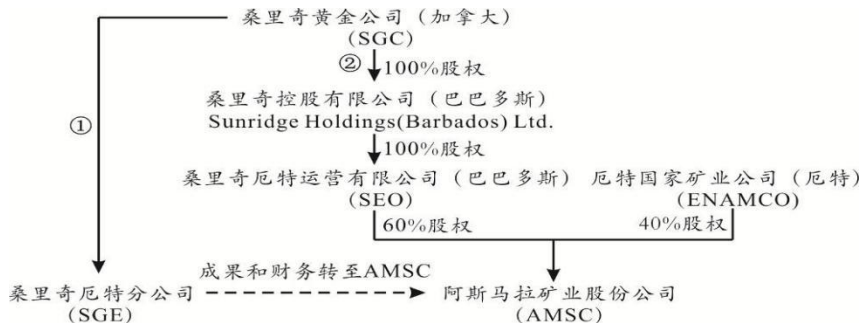 桑里奇黄金公司（加拿大）
(SGC)
① ② 100%股权
桑里奇控股有限公司（巴巴多斯）
Sunridge Holdings(Barbados) Ltd.
100%股权
桑里奇厄特运营有限公司（巴巴多斯） 厄特国家矿业公司（厄特）
(SEO) (ENAMCO)
60%股权 40%股权
成果和财务转至AMSC
桑里奇厄特分公司 阿斯马拉矿业股份公司
(SGE) (AMSC)